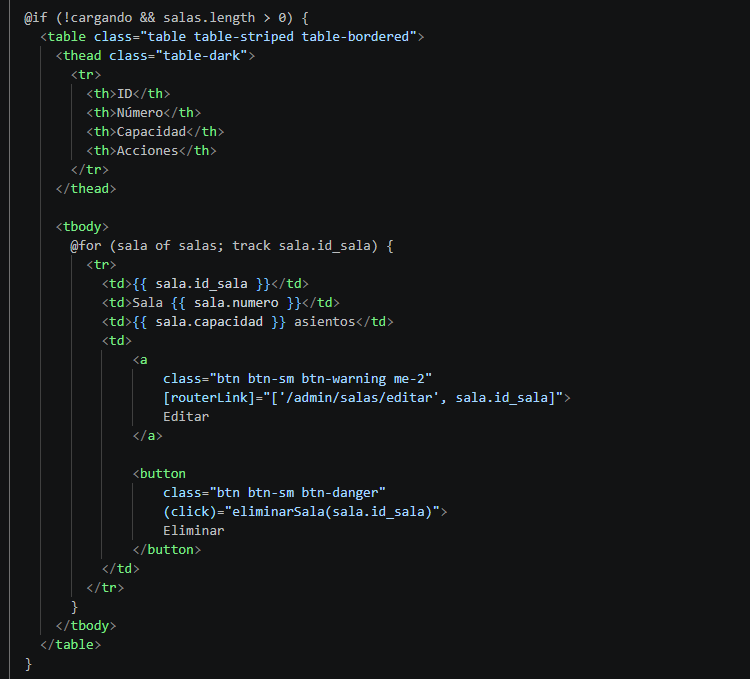 @if (!cargando && salas.length > 0) {
<table class="table table-striped table-bordered">
<thead class="table-dark">
<tr>
<th>ID</th>
<th>Número</th>
<th>Capacidad</th>
<th>Acciones</th>
</tr>
</thead>
<tbody>
@for (sala of salas; track sala.id_sala) {
<tr>
<td>{{ sala.id_sala }}</td>
<td>Sala {{ sala.numero }}</td>
<td>{{ sala.capacidad }} asientos</td>
<td>
<a
class="btn btn-sm btn-warning me-2"
[routerLink]="['/admin/salas/editar', sala.id_sala]">
Editar
</a>
<button
class="btn btn-sm btn-danger"
(click)="eliminarSala(sala.id_sala)">
Eliminar
</button>
</td>
</tr>
}
</tbody>
</table>
}